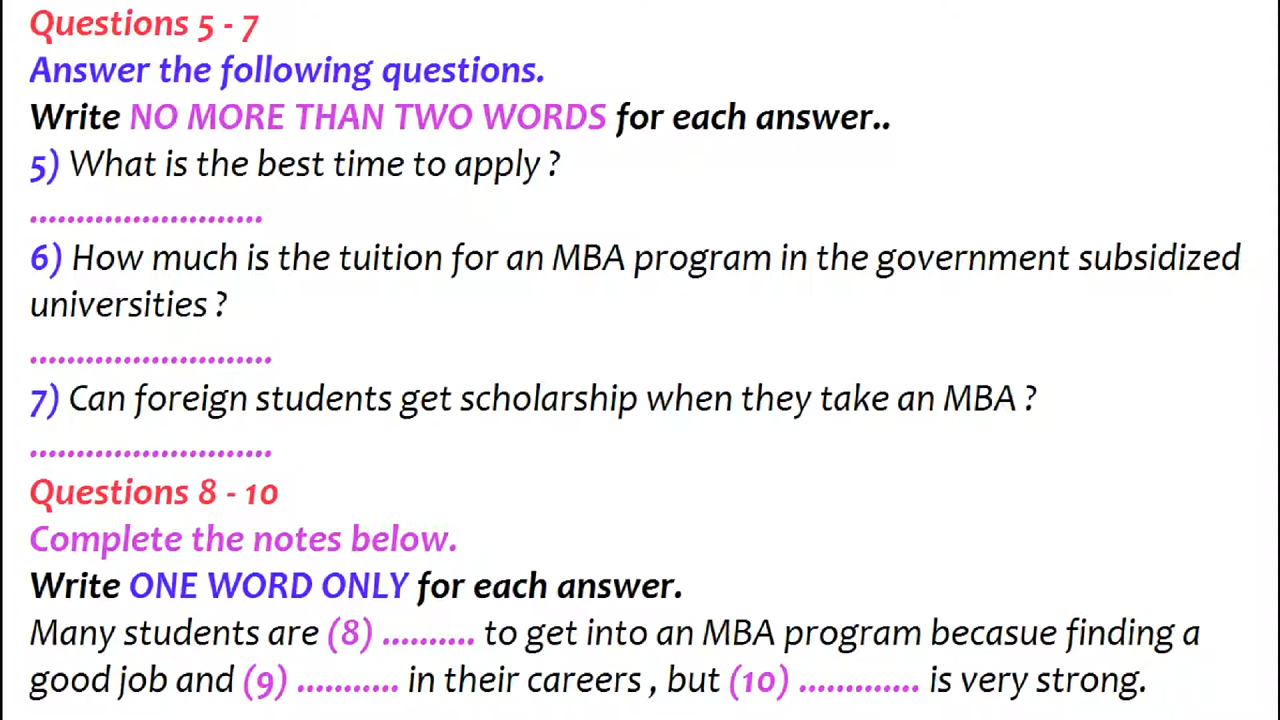 Questions 5 - 7
Answer the following questions.
Write NO MORE THAN TWO WORDS for each answer..
5) What is the best time to apply ?
.........................
6) How much is the tuition for an MBA program in the government subsidized
universities ?
..........................
7) Can foreign students get scholarship when they take an MBA ?
..........................
Questions 8 - 10
Complete the notes below.
Write ONE WORD ONLY for each answer.
Many students are (8) .......... to get into an MBA program becasue finding a
good job and (9) ........... in their careers , but (10) ............. is very strong.